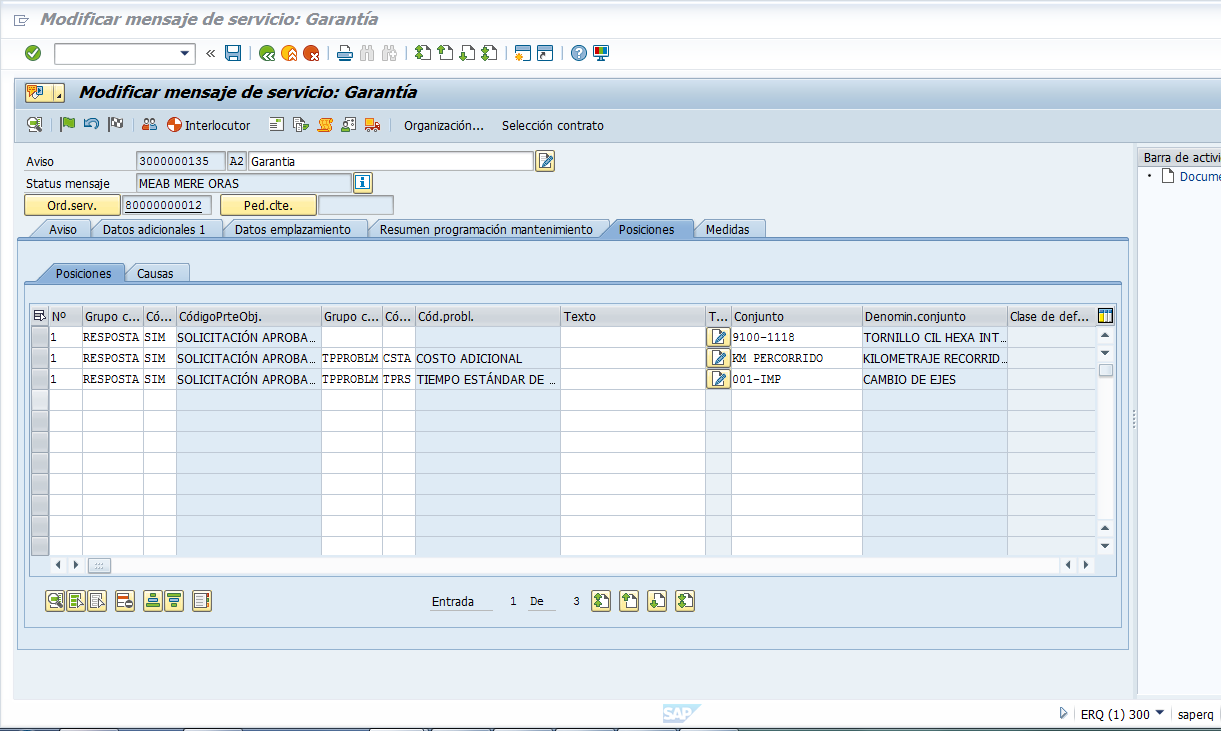 Modificar mensaje de servicio: Garantía
Modificar mensaje de servicio: Garantía
Interlocutor Organización... Selección contrato
Aviso 3000000135 A2 Garantia
Status mensaje MEAB MERE ORAS
Ord.serv. 80000000012 Ped.clte.
Aviso Datos adicionales 1 Datos emplazamiento Resumen programación mantenimiento Posiciones Medidas
Posiciones Causas
Nº Grupo c... Có... CódigoPrteObj. Grupo c... Có... Cód.probl. Texto T... Conjunto Denomin.conjunto Clase de def...
1 RESPOSTA SIM SOLICITACIÓN APROBA... 9100-1118 TORNILLO CIL HEXA INT...
1 RESPOSTA SIM SOLICITACIÓN APROBA... TPPROBLM CSTA COSTO ADICIONAL KM PERCORRIDO KILOMETRAJE RECORRID...
1 RESPOSTA SIM SOLICITACIÓN APROBA... TPPROBLM TPRS TIEMPO ESTÁNDAR DE ... 001-IMP CAMBIO DE EJES
Entrada 1 De 3
Barra de activi
Docume
SAP
ERQ (1) 300 saperq